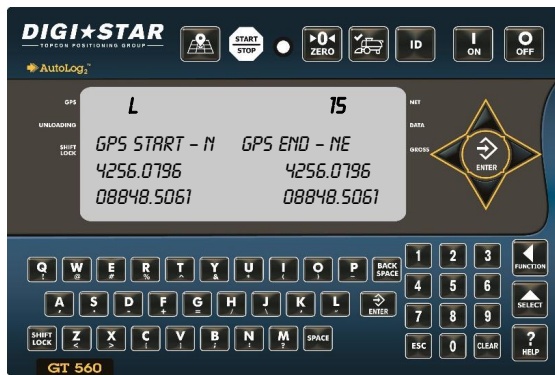 DIGI★STAR
TOPCON POSITIONING GROUP
AutoLog2™
START STOP
▶0◀ ZERO
ID
I ON
O OFF
GPS
UNLOADING
SHIFT LOCK
L 15
GPS START - N GPS END - NE
4256.0796 4256.0796
08848.5061 08848.5061
NET
DATA
GROSS
ENTER
Q W E R T Y U I O P BACK SPACE
A S D F G H J K L ENTER
SHIFT LOCK Z X C V B N M SPACE
1 2 3 FUNCTION
4 5 6 SELECT
7 8 9
ESC 0 CLEAR ? HELP
GT 560